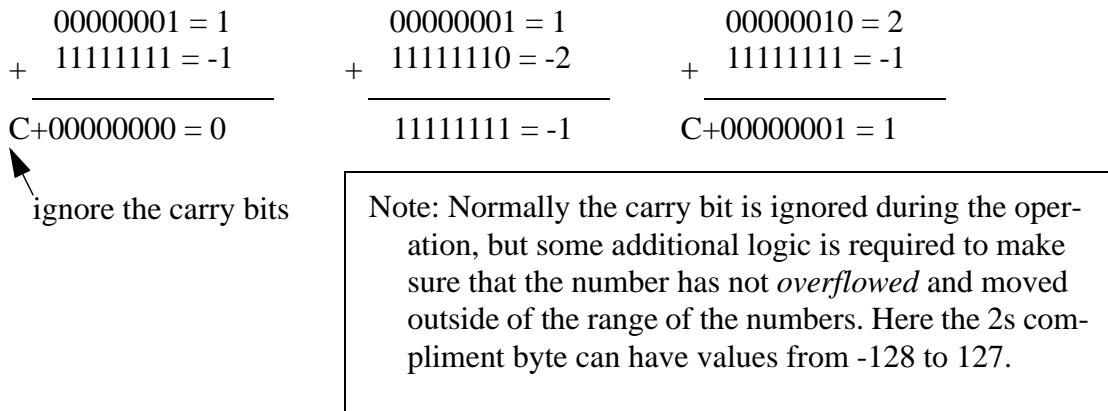 00000001 = 1
+ 11111111 = -1
C+00000000 = 0
ignore the carry bits
00000001 = 1
+ 11111110 = -2
11111111 = -1
00000010 = 2
+ 11111111 = -1
C+00000001 = 1
Note: Normally the carry bit is ignored during the oper-
ation, but some additional logic is required to make
sure that the number has not overflowed and moved
outside of the range of the numbers. Here the 2s com-
pliment byte can have values from -128 to 127.